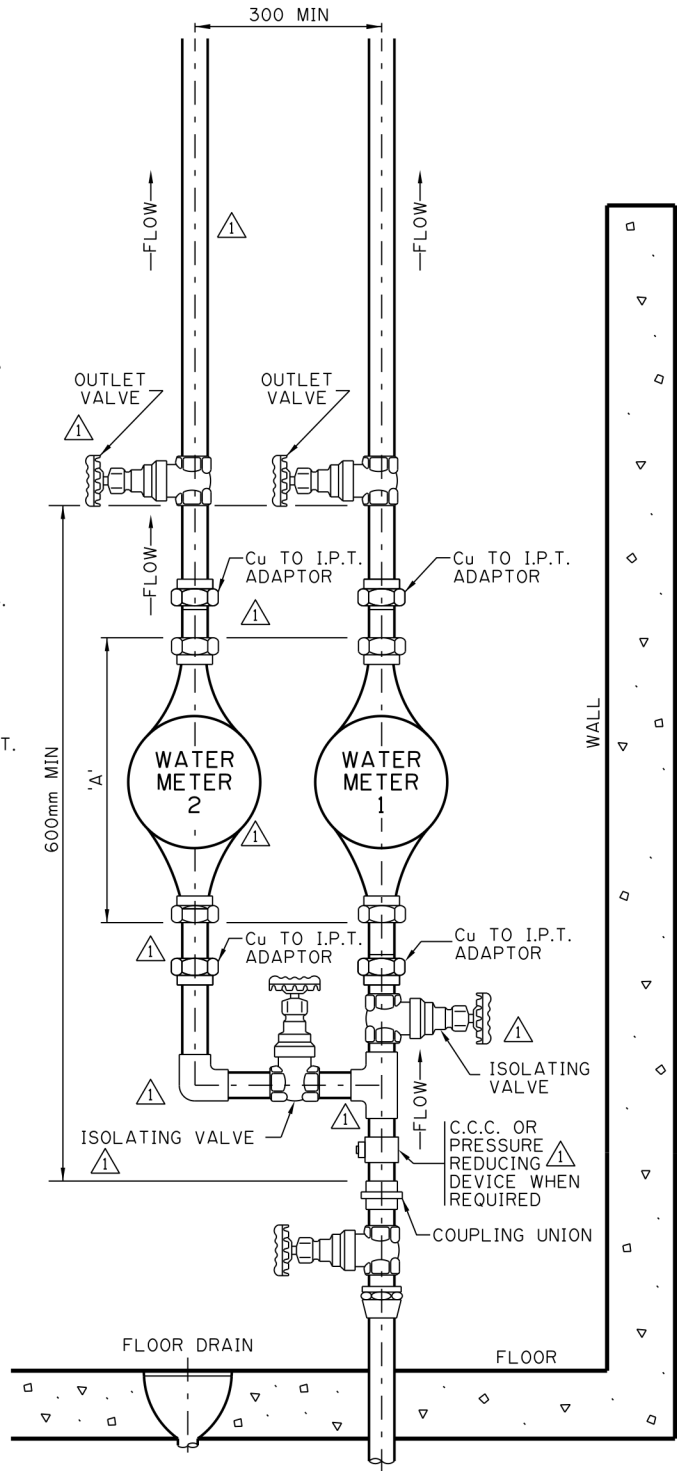 300 MIN
FLOW
FLOW
1
OUTLET
VALVE
OUTLET
VALVE
1
FLOW
Cu TO I.P.T.
ADAPTOR
Cu TO I.P.T.
ADAPTOR
1
T.
WALL
600mm MIN
'A'
WATER
METER
2
WATER
METER
1
1
Cu TO I.P.T.
ADAPTOR
Cu TO I.P.T.
ADAPTOR
1
1
ISOLATING
VALVE
1
1
FLOW
ISOLATING VALVE
1
C.C.C. OR
PRESSURE
REDUCING
DEVICE WHEN
REQUIRED
1
COUPLING UNION
FLOOR DRAIN
FLOOR